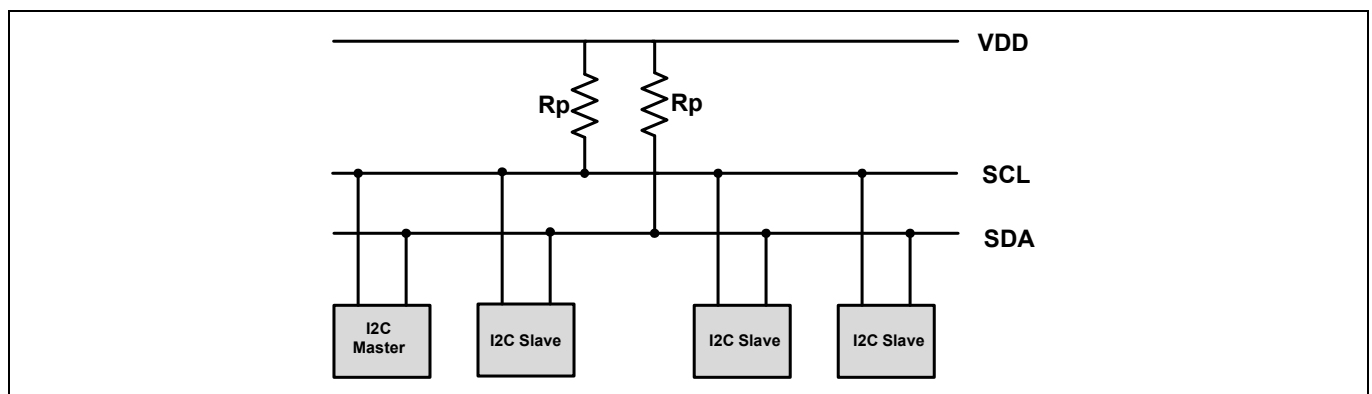 VDD
Rp
Rp
SCL
SDA
I2C
Master
I2C Slave
I2C Slave
I2C Slave